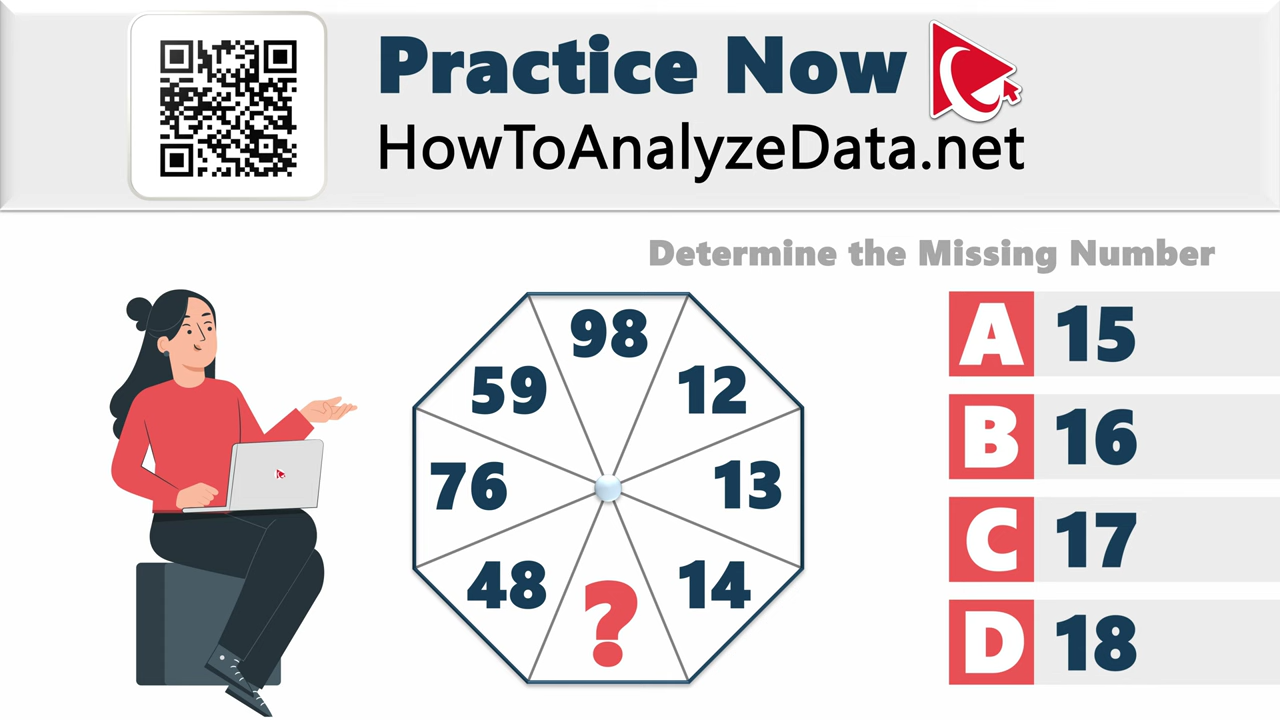 Practice Now
HowToAnalyzeData.net
Determine the Missing Number
98
59
12
76
13
48
14
?
A 15
B 16
C 17
D 18